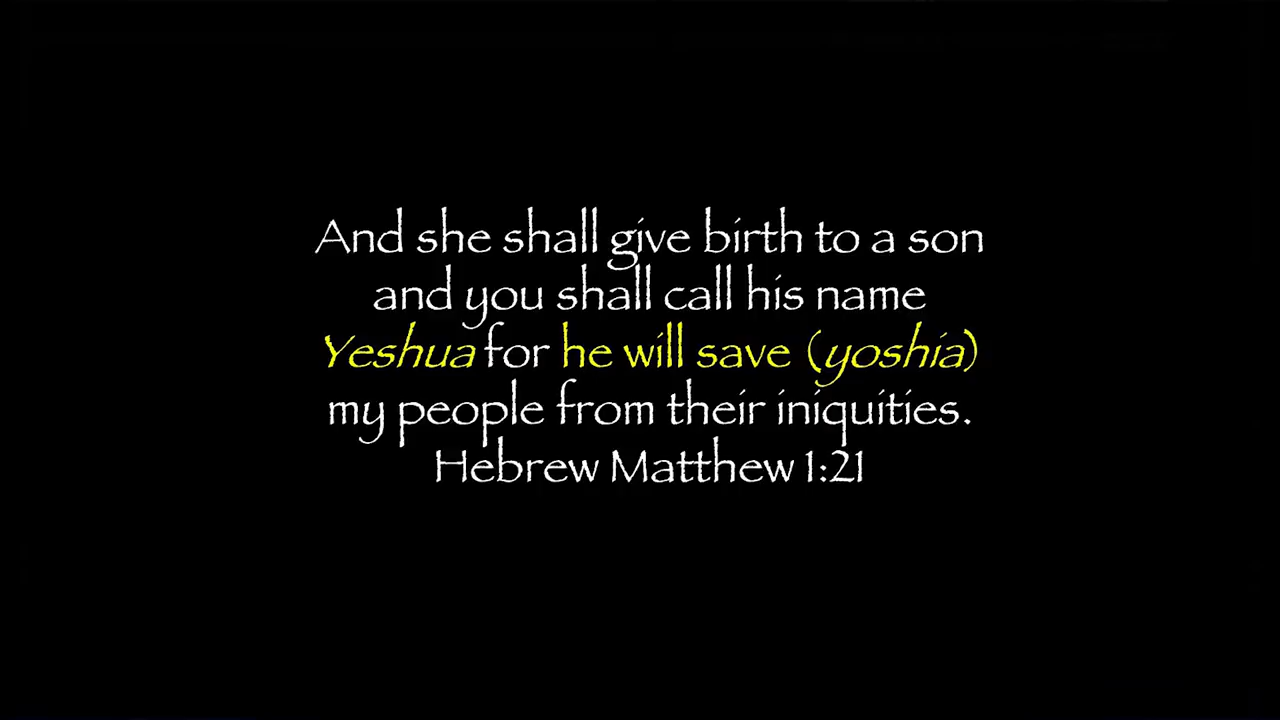 And she shall give birth to a son
and you shall call his name
Yeshua for he will save (yoshia)
my people from their iniquities.
Hebrew Matthew 1:21